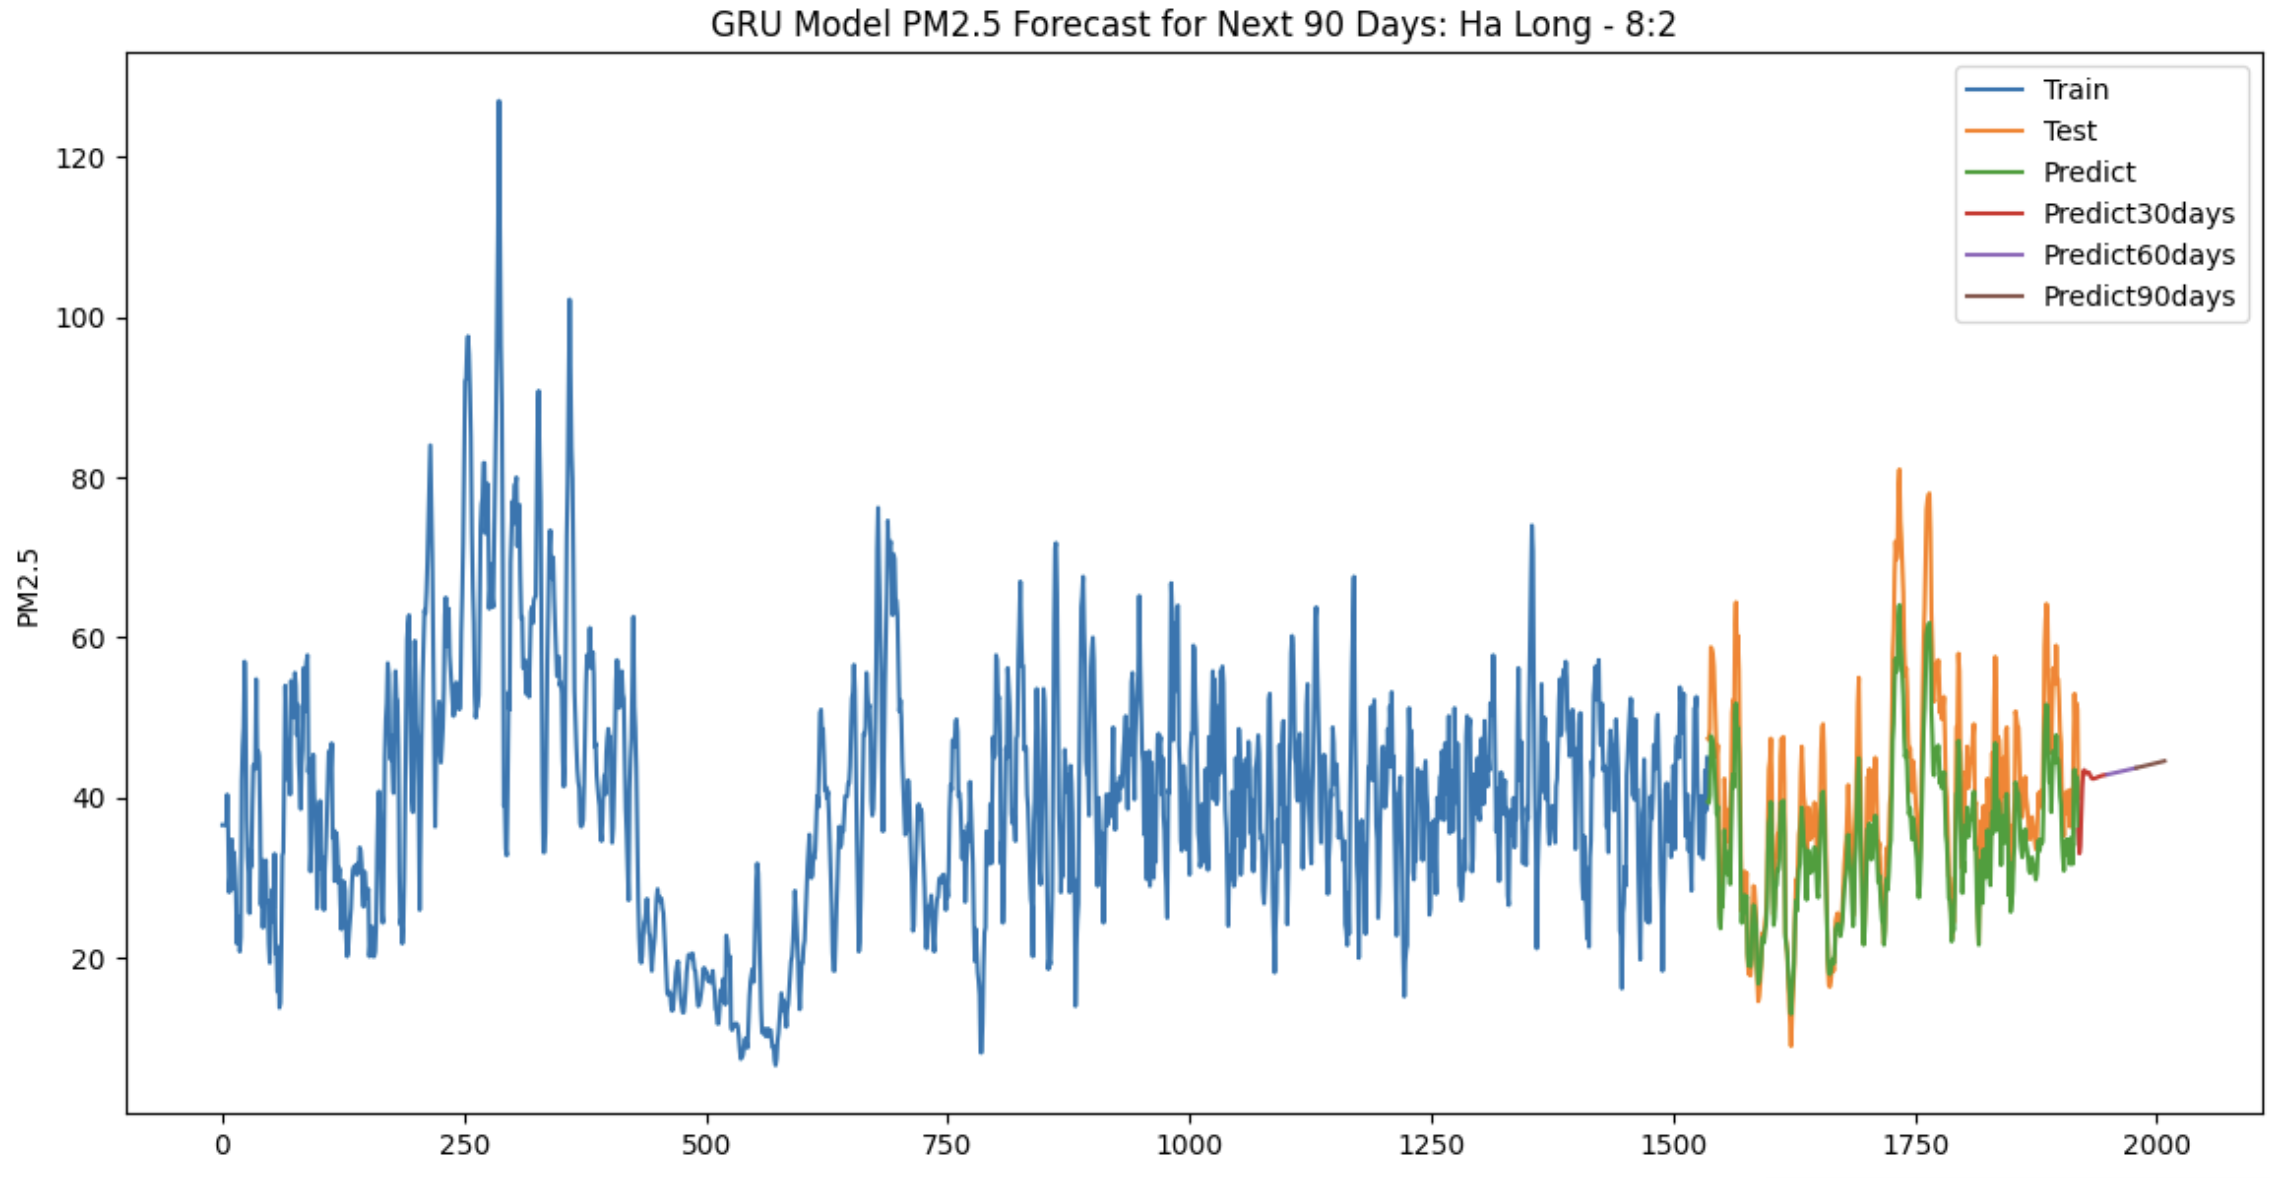 GRU Model PM2.5 Forecast for Next 90 Days: Ha Long - 8:2
Train
Test
Predict
Predict30days
Predict60days
Predict90days
PM2.5
120
100
80
60
40
20
0 250 500 750 1000 1250 1500 1750 2000